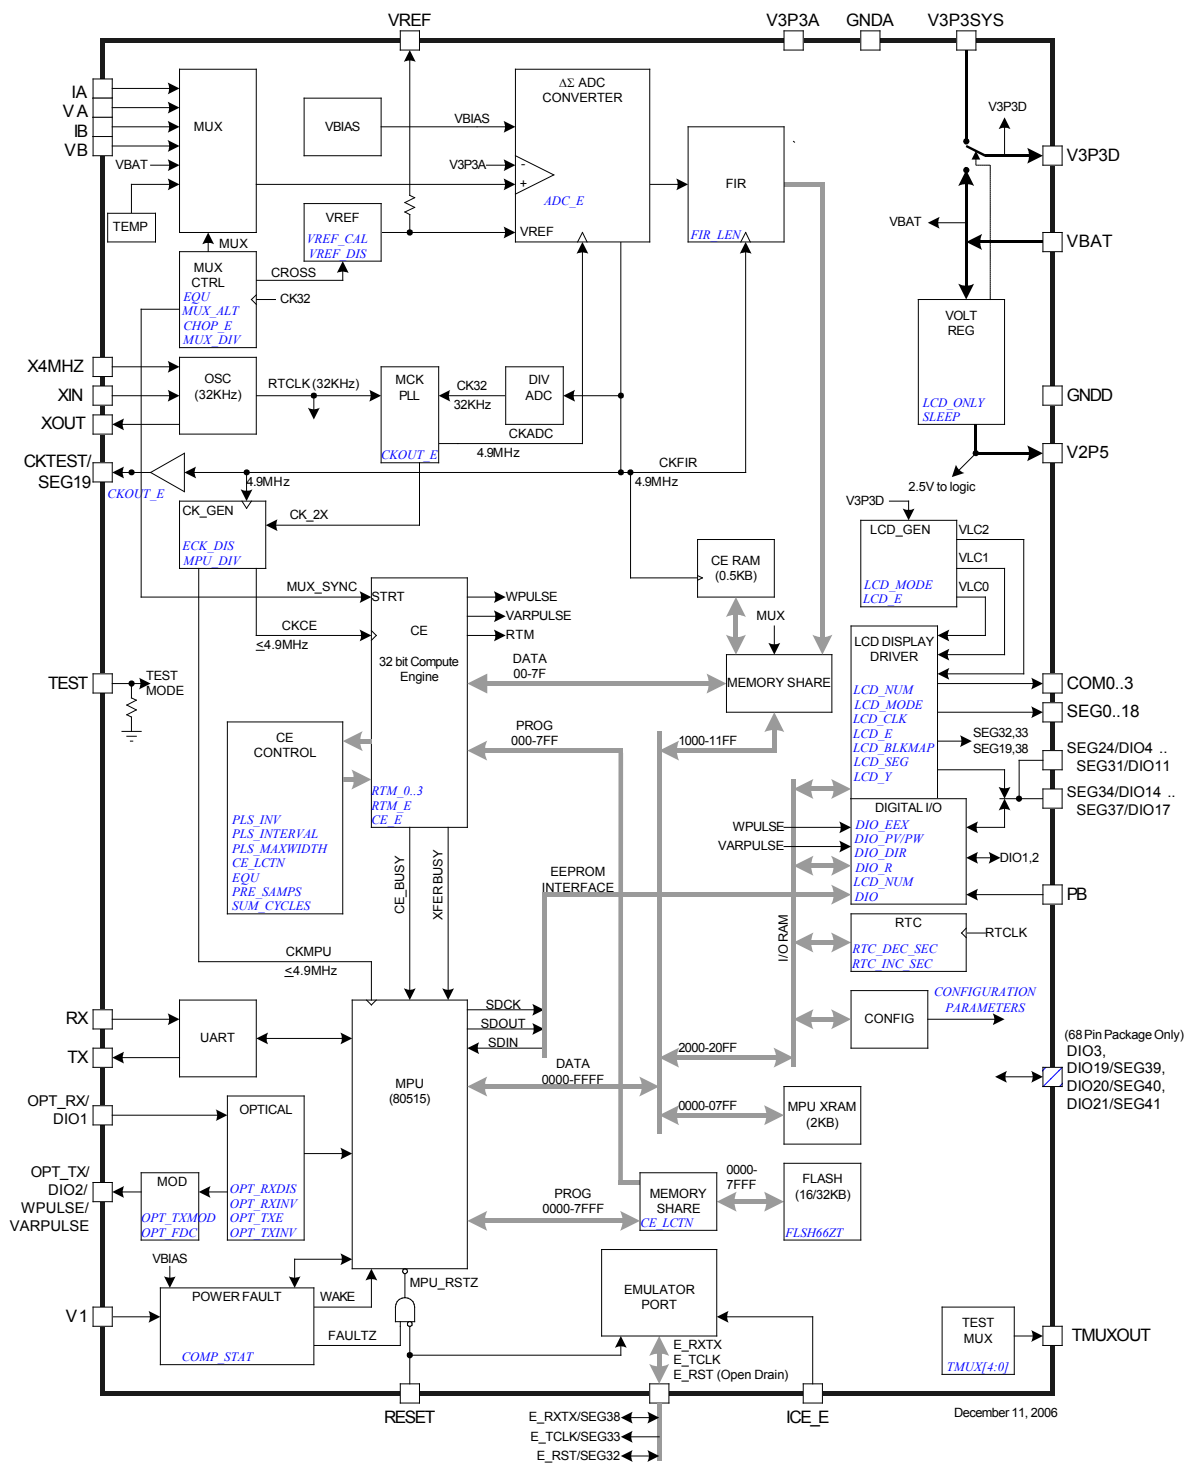 VREF
V3P3A
GNDA
V3P3SYS
IA
VA
IB
VB
VBAT
TEMP
MUX
VBIAS
VBIAS
V3P3A
ΔΣ ADC
CONVERTER
-
+
ADC_E
VREF
FIR
FIR_LEN
V3P3D
V3P3D
VBAT
VBAT
VREF
VREF_CAL
VREF_DIS
MUX
CROSS
MUX
CTRL
EQU
MUX_ALT
CHOP_E
MUX_DIV
CK32
VOLT
REG
LCD_ONLY
SLEEP
GNDD
V2P5
2.5V to logic
X4MHZ
XIN
XOUT
OSC
(32KHz)
RTCLK (32KHz)
MCK
PLL
CKOUT_E
CK32
32KHz
DIV
ADC
CKADC
4.9MHz
CKTEST/
SEG19
CKOUT_E
4.9MHz
CKFIR
4.9MHz
CK_GEN
ECK_DIS
MPU_DIV
CK_2X
V3P3D
LCD_GEN
LCD_MODE
LCD_E
VLC2
VLC1
VLC0
MUX_SYNC
CKCE
≤4.9MHz
STRT
CE
32 bit Compute
Engine
RTM_0..3
RTM_E
CE_E
WPULSE
VARPULSE
RTM
CE RAM
(0.5KB)
MUX
MEMORY SHARE
DATA
00-7F
PROG
000-7FF
1000-11FF
LCD DISPLAY
DRIVER
LCD_NUM
LCD_MODE
LCD_CLK
LCD_E
LCD_BLKMAP
LCD_SEG
LCD_Y
COM0..3
SEG0..18
SEG32,33
SEG19,38
SEG24/DIO4 ..
SEG31/DIO11
SEG34/DIO14 ..
SEG37/DIO17
TEST
TEST
MODE
CE
CONTROL
PLS_INV
PLS_INTERVAL
PLS_MAXWIDTH
CE_LCTN
EQU
PRE_SAMPS
SUM_CYCLES
CE_BUSY
XFER BUSY
EEPROM
INTERFACE
WPULSE
VARPULSE
DIGITAL I/O
DIO_EEX
DIO_PV/PW
DIO_DIR
DIO_R
LCD_NUM
DIO
DIO1,2
PB
I/O RAM
RTC
RTC_DEC_SEC
RTC_INC_SEC
RTCLK
CONFIG
CONFIGURATION
PARAMETERS
CKMPU
≤4.9MHz
RX
TX
UART
MPU
(80515)
SDCK
SDOUT
SDIN
DATA
0000-FFFF
2000-20FF
0000-07FF
MPU XRAM
(2KB)
(68 Pin Package Only)
DIO3,
DIO19/SEG39,
DIO20/SEG40,
DIO21/SEG41
OPT_RX/
DIO1
OPTICAL
OPT_RXDIS
OPT_RXINV
OPT_TXE
OPT_TXINV
OPT_TX/
DIO2/
WPULSE/
VARPULSE
MOD
OPT_TXMOD
OPT_FDC
PROG
0000-7FFF
MEMORY
SHARE
CE_LCTN
0000-
7FFF
FLASH
(16/32KB)
FLSH66ZT
VBIAS
V1
POWER FAULT
COMP_STAT
WAKE
FAULTZ
MPU_RSTZ
EMULATOR
PORT
E_RXTX
E_TCLK
E_RST (Open Drain)
TEST
MUX
TMUX[4:0]
TMUXOUT
RESET
ICE_E
December 11, 2006
E_RXTX/SEG38
E_TCLK/SEG33
E_RST/SEG32